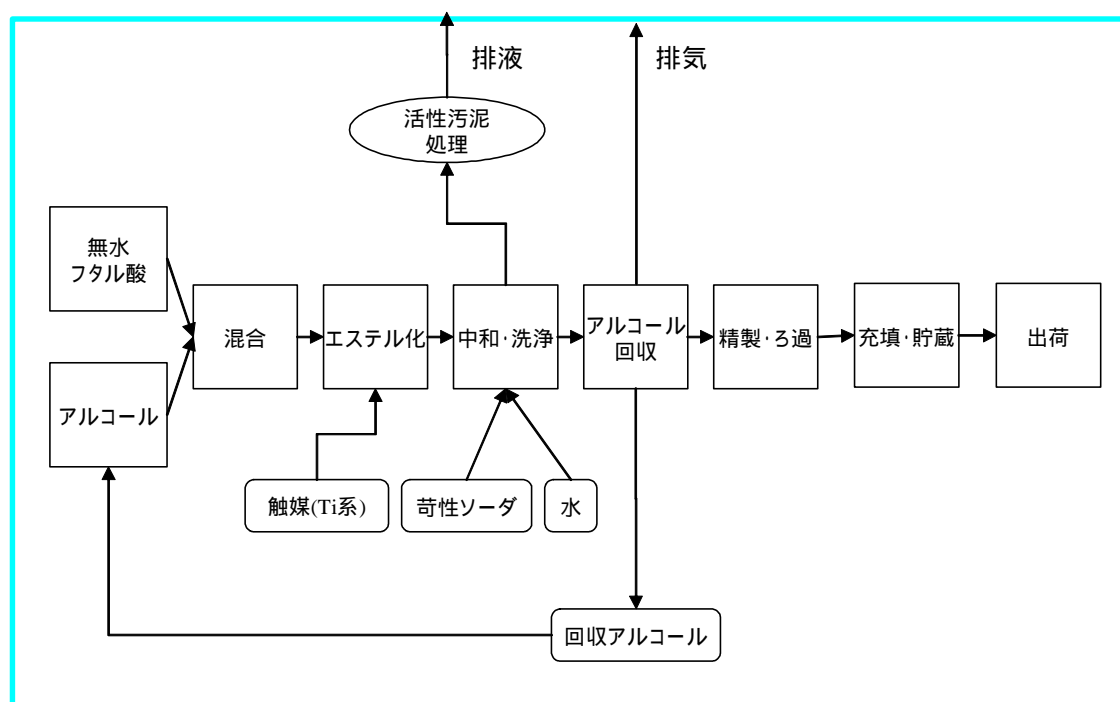 排液
排気
活性汚泥
処理
無水
フタル酸
混合
エステル化
中和・洗浄
アルコール
回収
精製・ろ過
充填・貯蔵
出荷
アルコール
触媒(Ti系)
苛性ソーダ
水
回収アルコール